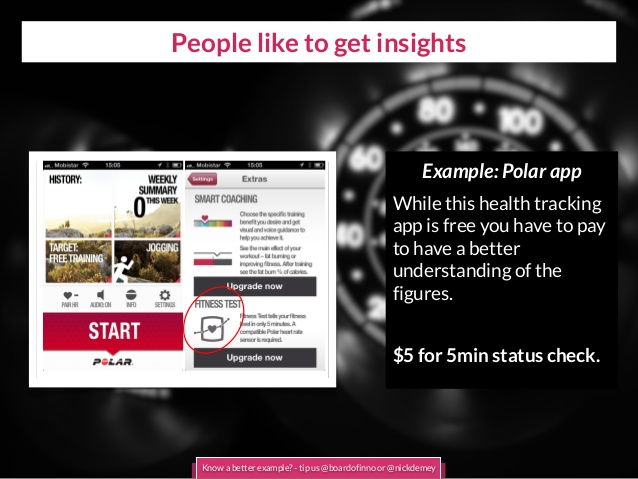 People like to get insights
Mobistar 15:05
HISTORY:
WEEKLY
SUMMARY
THIS WEEK
0
TARGET:
FREE TRAINING
JOGGING
PAIR HR AUDIO ON INFO SETTINGS
START
POLAR
Mobistar 15:05
Settings Extras
SMART COACHING
Choose the specific training
benefit you desire and get
visual and voice guidance to
help you achieve it.
See the main effect of your
workout – fat burning or
improving fitness. After training
see the fat burn % of calories.
Upgrade now
FITNESS TEST
Fitness Test tells your fitness
level in only 5 minutes. A
compatible Polar heart rate
sensor is required.
Upgrade now
80
100
Example: Polar app
While this health tracking
app is free you have to pay
to have a better
understanding of the
figures.
$5 for 5min status check.
Know a better example? - tip us @boardofinno or @nickdemey